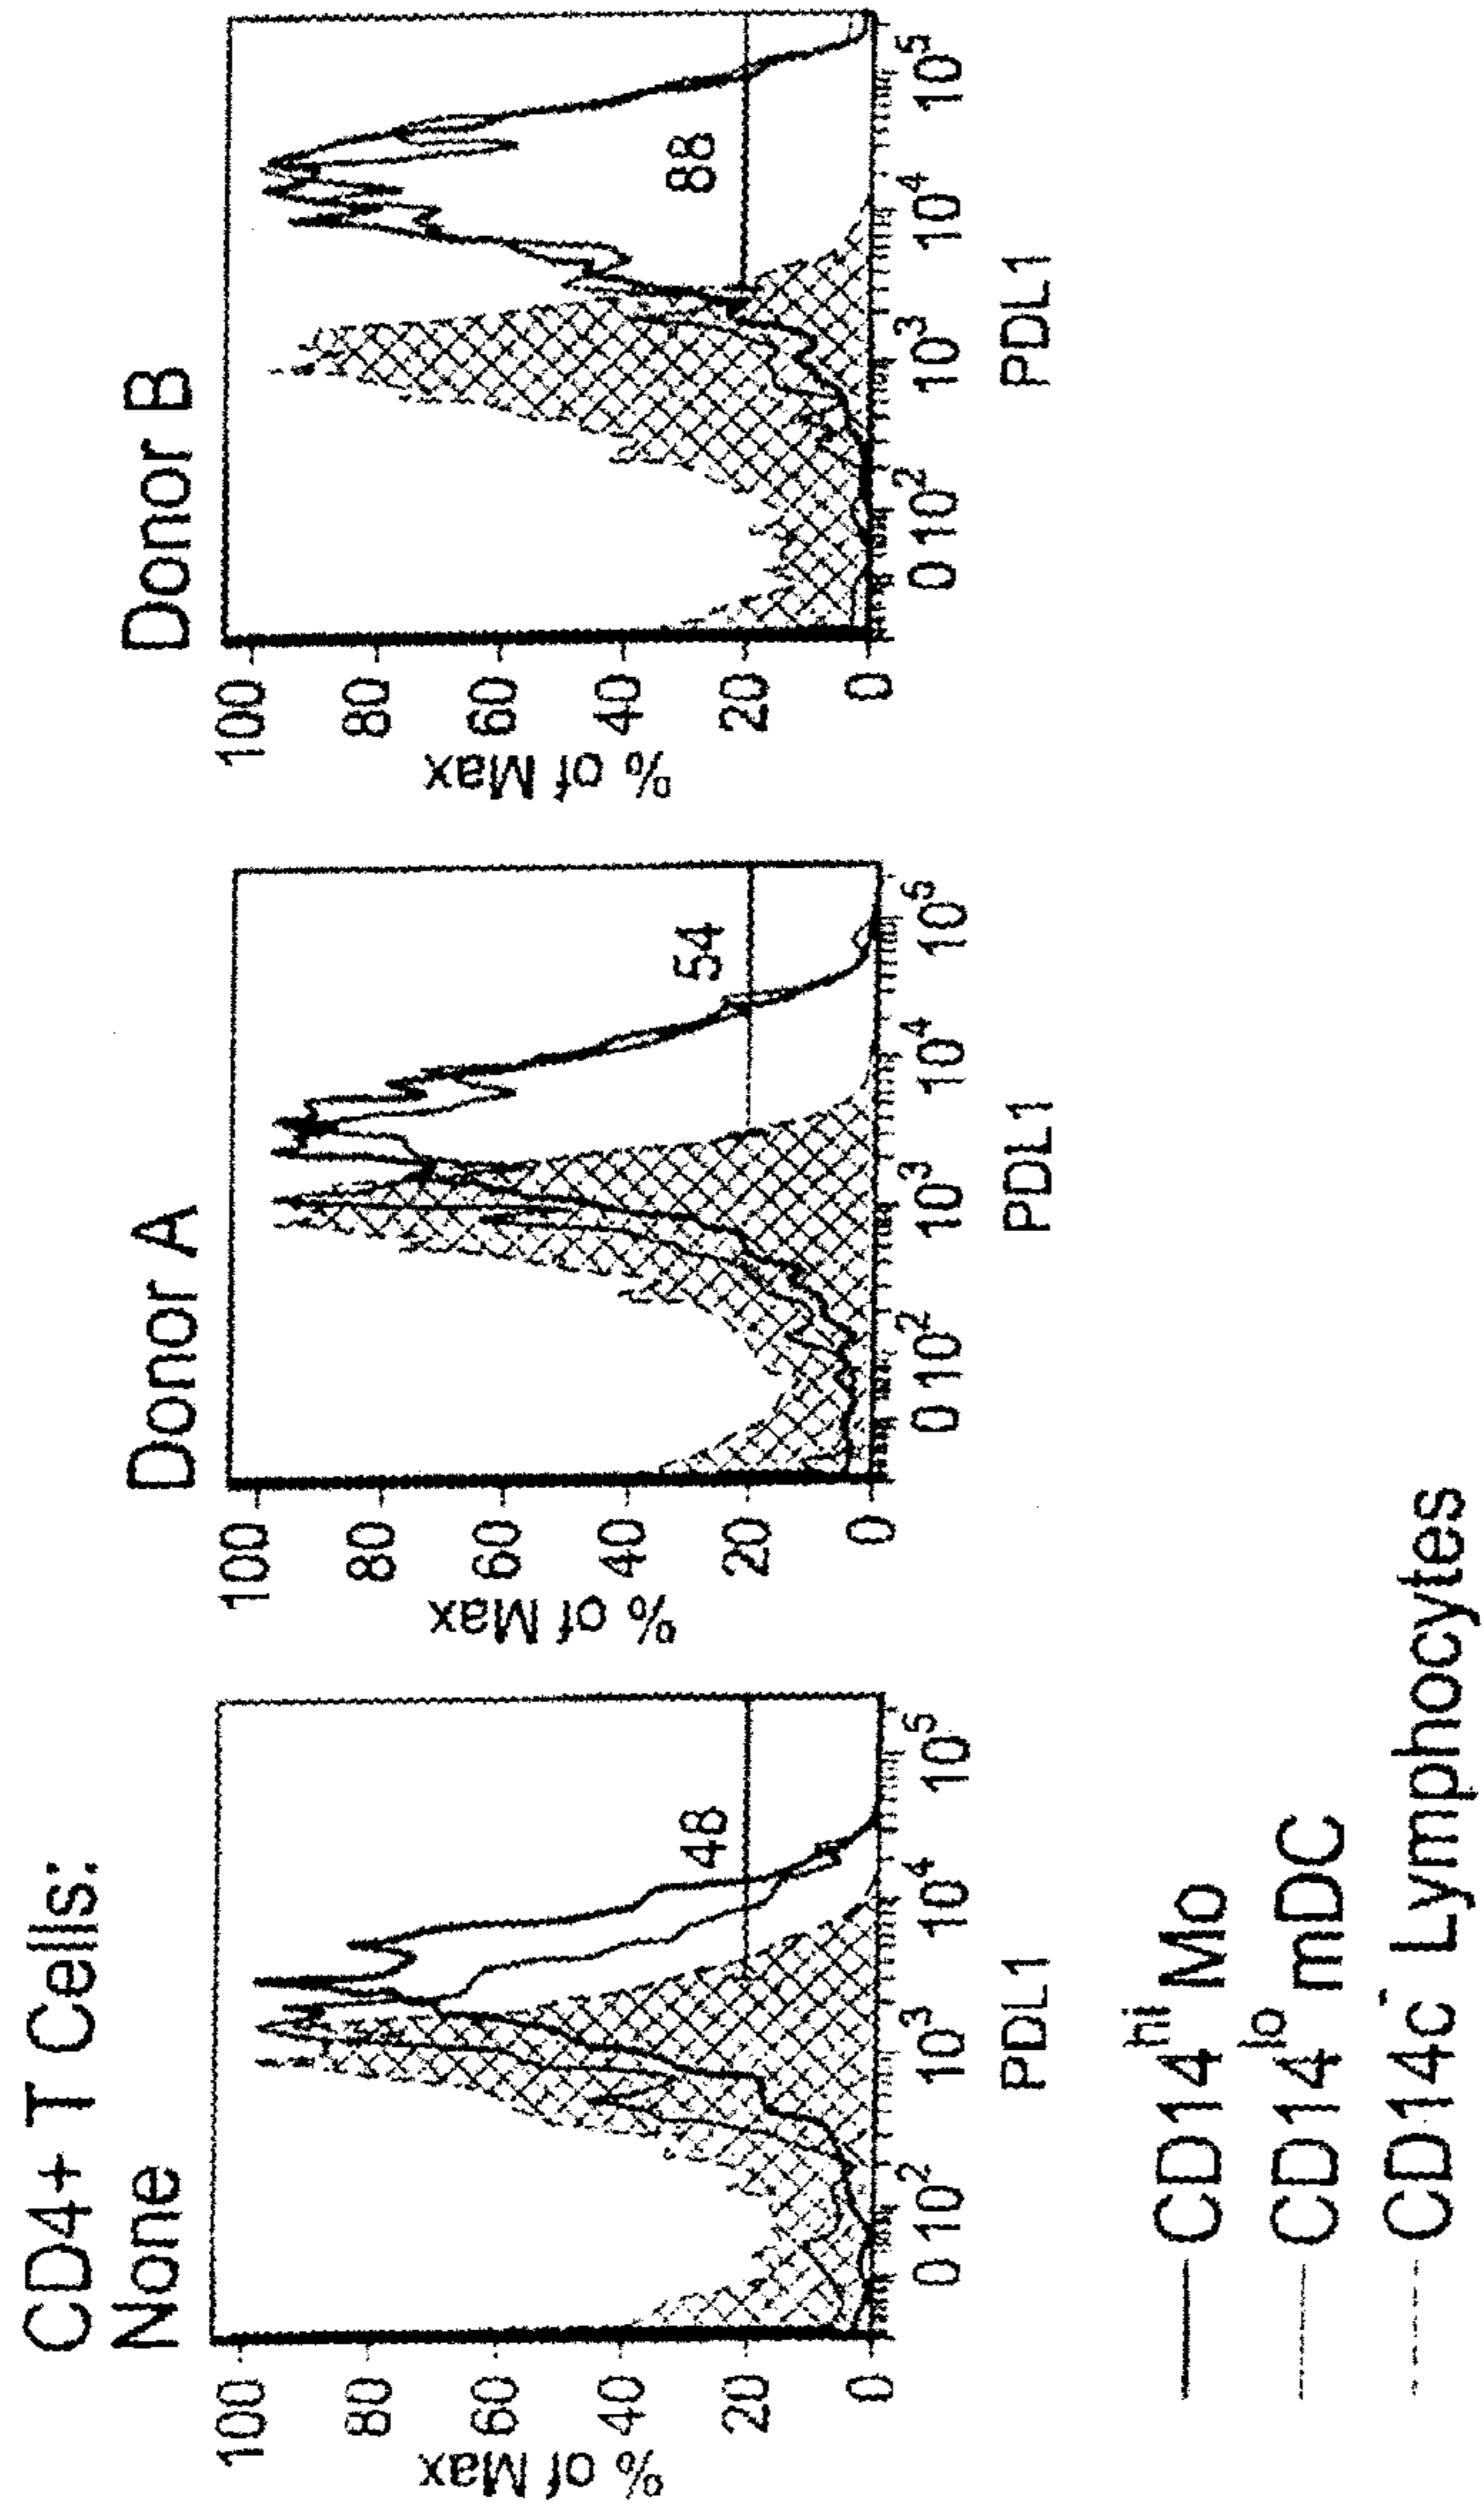 CD4+ T Cells:
None
Donor A
Donor B
% of Max
100
80
60
40
20
0
48
0 10² 10³ 10⁴ 10⁵
PDL1
% of Max
100
80
60
40
20
0
54
0 10² 10³ 10⁴ 10⁵
PDL1
% of Max
100
80
60
40
20
0
88
0 10² 10³ 10⁴ 10⁵
PDL1
CD14ʰⁱ Mo
CD14ˡᵒ mDC
CD14c⁻ Lymphocytes